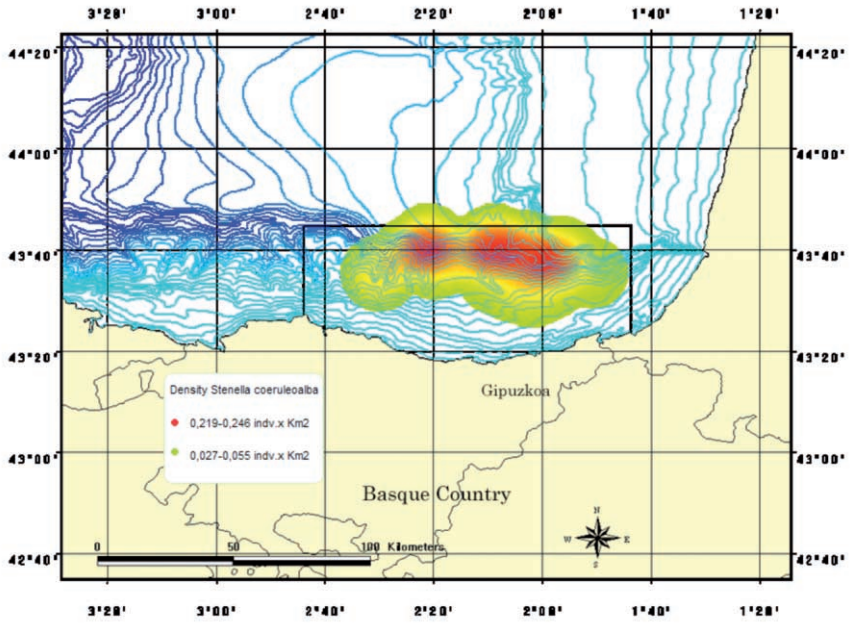 3°20' 3°00' 2°40' 2°20' 2°00' 1°40' 1°20'
44°20' 44°20'
44°00' 44°00'
43°40' 43°40'
43°20' 43°20'
Gipuzkoa
Density Stenella coeruleoalba
0,219-0,246 indv.x Km2
0,027-0,055 indv.x Km2
43°00' 43°00'
Basque Country
N
W E
S
0 50 100 Kilometers
42°40' 42°40'
3°20' 3°00' 2°40' 2°20' 2°00' 1°40' 1°20'